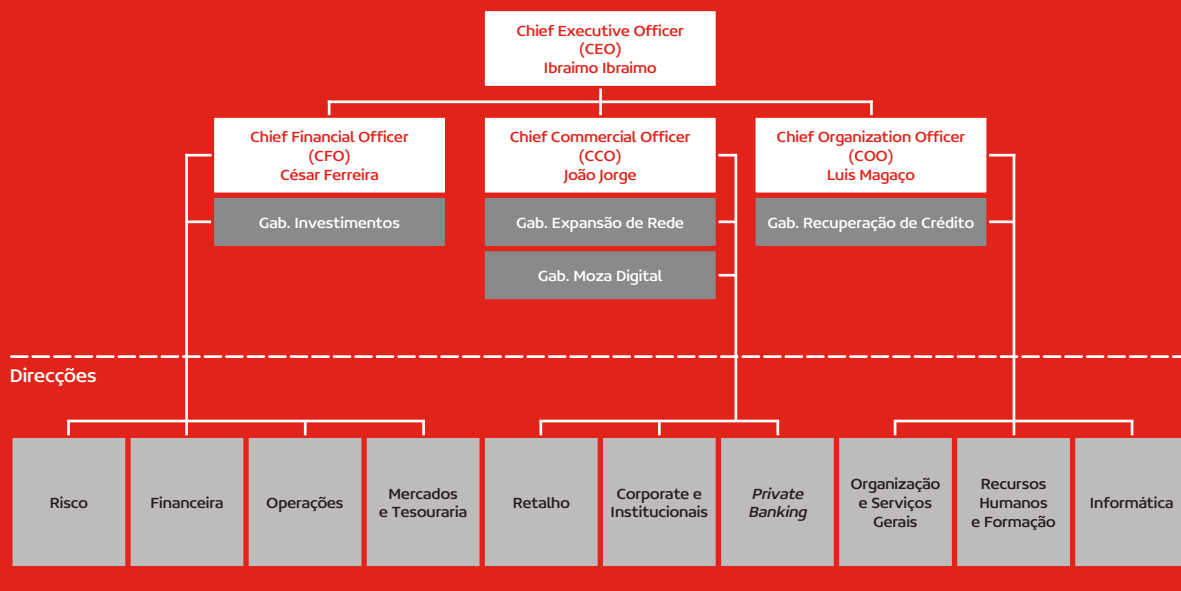 Chief Executive Officer
(CEO)
Ibraimo Ibraimo
Chief Financial Officer
(CFO)
César Ferreira
Chief Commercial Officer
(CCO)
João Jorge
Chief Organization Officer
(COO)
Luis Magaço
Gab. Investimentos
Gab. Expansão de Rede
Gab. Recuperação de Crédito
Gab. Moza Digital
Direcções
Risco
Financeira
Operações
Mercados
e Tesouraria
Retalho
Corporate e
Institucionais
Private
Banking
Organização
e Serviços
Gerais
Recursos
Humanos
e Formação
Informática